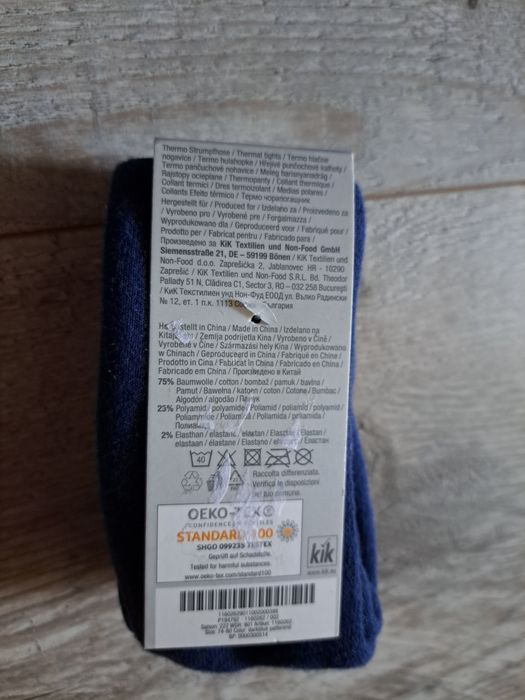 Thermo Strumpfhose / Thermal tights / Termo hlačne
nogavice / Termo hulahopke / Hřejivé punčochové kalhoty /
Termo pančuchové nohavice / Meleg harisnyanadrág /
Rajstopy ocieplane / Thermopanty / Collant thermique /
Collant termici / Dres termoizolant / Medias polares /
Collants Efeito térmico / Термо чорапогащник
Hergestellt für / Produced for / Izdelano za / Proizvedeno za
/ Vyrobeno pro / Vyrobené pre / Forgalmazza /
Wyprodukowano dla / Geproduceerd voor / Fabriqué pour /
Prodotto per / Fabricat pentru / Fabricado para /
Произведено за KiK Textilien und Non-Food GmbH
Siemensstraße 21, DE – 59199 Bönen / KiK Textilien und
Non-Food d.o.o. Zaprešićka 2, Jablanovec HR - 10290
Zaprešić / KiK Textilien und Non-Food S.R.L. Bd. Theodor
Pallady 51 N, Clădirea C1, Sector 3, RO – 032 258 Bucureşti
/ КиК Текстилиен унд Нон-Фуд ЕООД ул. Вълко Радински
№ 12, ет. 1 п.к. 1113 България
Hergestellt in China / Made in China / Izdelano na
Kitajskem / Zemlja podrijetla Kina / Vyrobeno v Číně /
Vyrobené v Číne / Származási hely Kína / Wyprodukowano
w Chinach / Geproduceerd in China / Fabriqué en Chine /
Prodotto in Cina / Fabricat în China / Fabricado en China /
Fabricado em China / Произведено в Китай
75% Baumwolle / cotton / bombaž / pamuk / bavlna /
Pamut / Bawełna / katoen / coton / Cotone / Bumbac /
Algodón / algodão / Памук
23% Polyamid / polyamide / Poliamid / poliamid / polyamid /
Poliamid
2% Elasthan / elastane / elastan / Elasztán / Elastan /
elastaan / élasthanne / Elastano / Еластан
40
Raccolta differenziata.
Verifica le disposizioni
del tuo comune.
OEKO-TEX®
CONFIDENCE IN TEXTILES
STANDARD 100
SHGO 099235 TESTEX
Geprüft auf Schadstoffe.
Tested for harmful substances.
www.oeko-tex.com/standard100
kik
www.kik.eu